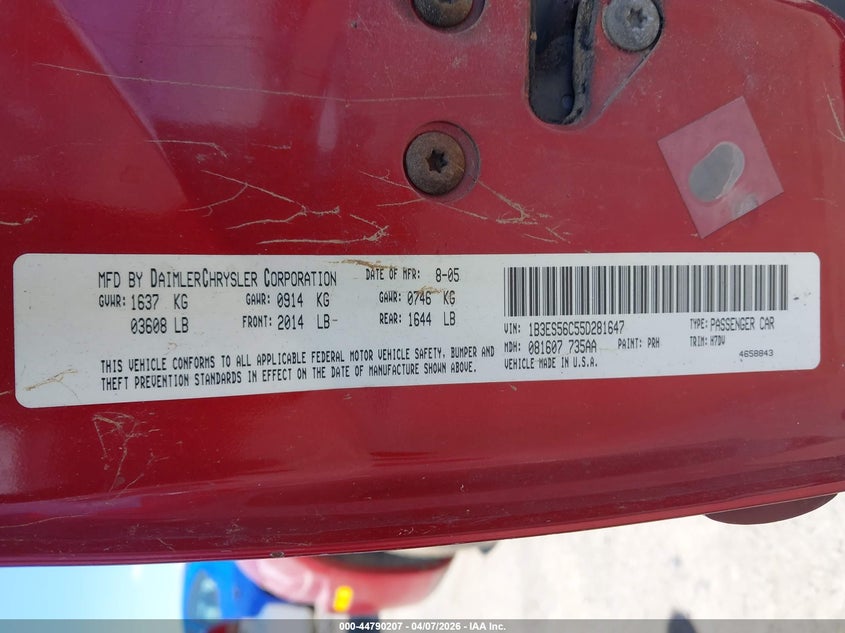 MFD BY DAIMLERCHRYSLER CORPORATION DATE OF MFR: 8-05
GVWR: 1637 KG GAWR: 0914 KG GAWR: 0746 KG
03608 LB FRONT: 2014 LB REAR: 1644 LB
THIS VEHICLE CONFORMS TO ALL APPLICABLE FEDERAL MOTOR VEHICLE SAFETY, BUMPER AND
THEFT PREVENTION STANDARDS IN EFFECT ON THE DATE OF MANUFACTURE SHOWN ABOVE.
VIN: 1B3ES56C55D281647 TYPE: PASSENGER CAR
MDH: 081607 735AA PAINT: PRH TRIM: H7DV
VEHICLE MADE IN U.S.A. 4658843
000-44790207 - 04/07/2026 - IAA Inc.